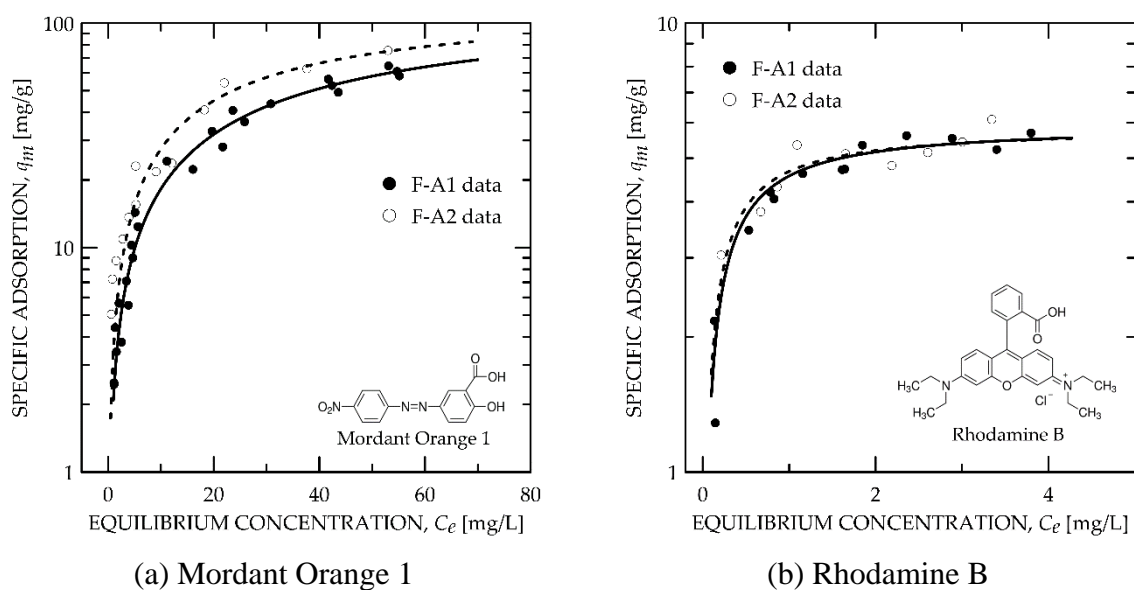 100
10
1
SPECIFIC ADSORPTION, qm [mg/g]
F-A1 data
F-A2 data
O
OH
O₂N
N=N
OH
Mordant Orange 1
0 20 40 60 80
EQUILIBRIUM CONCENTRATION, Ce [mg/L]
(a) Mordant Orange 1
10
1
SPECIFIC ADSORPTION, qm [mg/g]
F-A1 data
F-A2 data
OH
O
H₃C N O N⁺ CH₃
Cl⁻
CH₃ H₃C
Rhodamine B
0 2 4
EQUILIBRIUM CONCENTRATION, Ce [mg/L]
(b) Rhodamine B